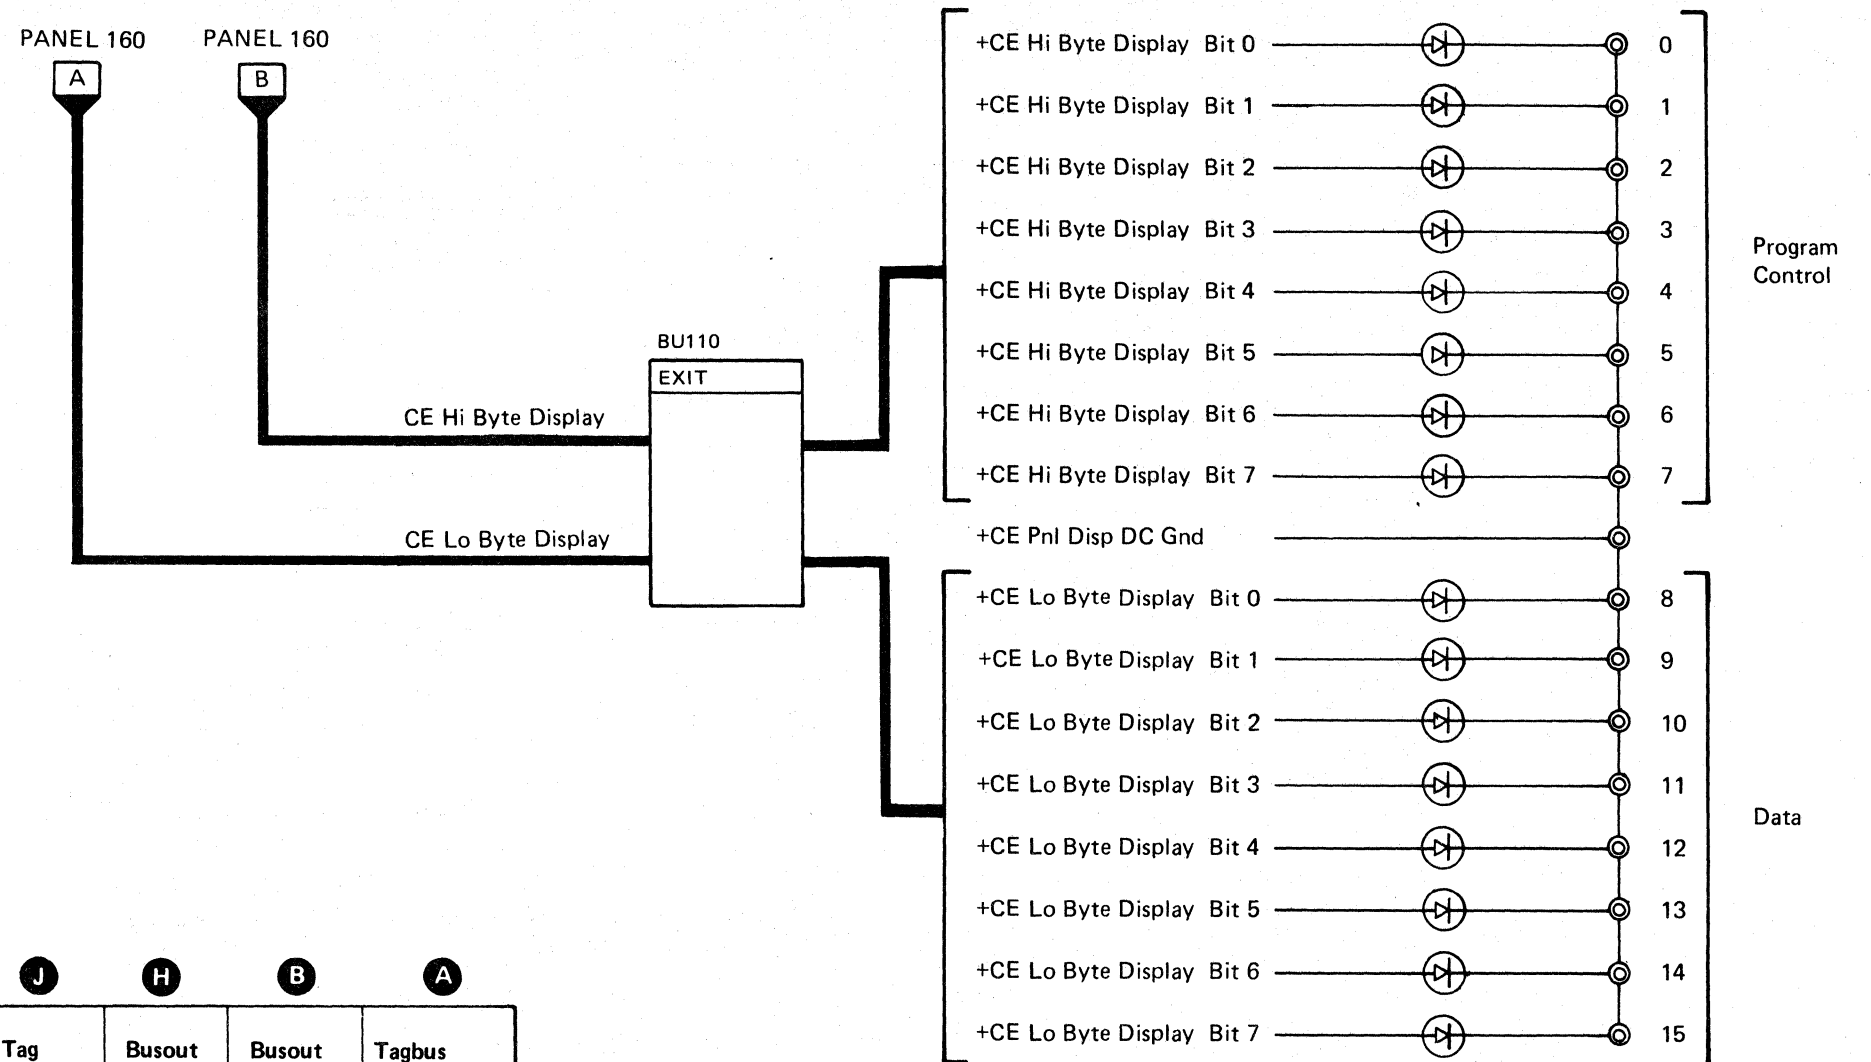 PANEL 160
PANEL 160
A
B
BU110
EXIT
CE Hi Byte Display
CE Lo Byte Display
+CE Hi Byte Display Bit 0
0
+CE Hi Byte Display Bit 1
1
+CE Hi Byte Display Bit 2
2
+CE Hi Byte Display Bit 3
3
+CE Hi Byte Display Bit 4
4
+CE Hi Byte Display Bit 5
5
+CE Hi Byte Display Bit 6
6
+CE Hi Byte Display Bit 7
7
Program
Control
+CE Pnl Disp DC Gnd
+CE Lo Byte Display Bit 0
8
+CE Lo Byte Display Bit 1
9
+CE Lo Byte Display Bit 2
10
+CE Lo Byte Display Bit 3
11
+CE Lo Byte Display Bit 4
12
+CE Lo Byte Display Bit 5
13
+CE Lo Byte Display Bit 6
14
+CE Lo Byte Display Bit 7
15
Data
J
H
B
A
Tag
Busout
Busout
Tagbus